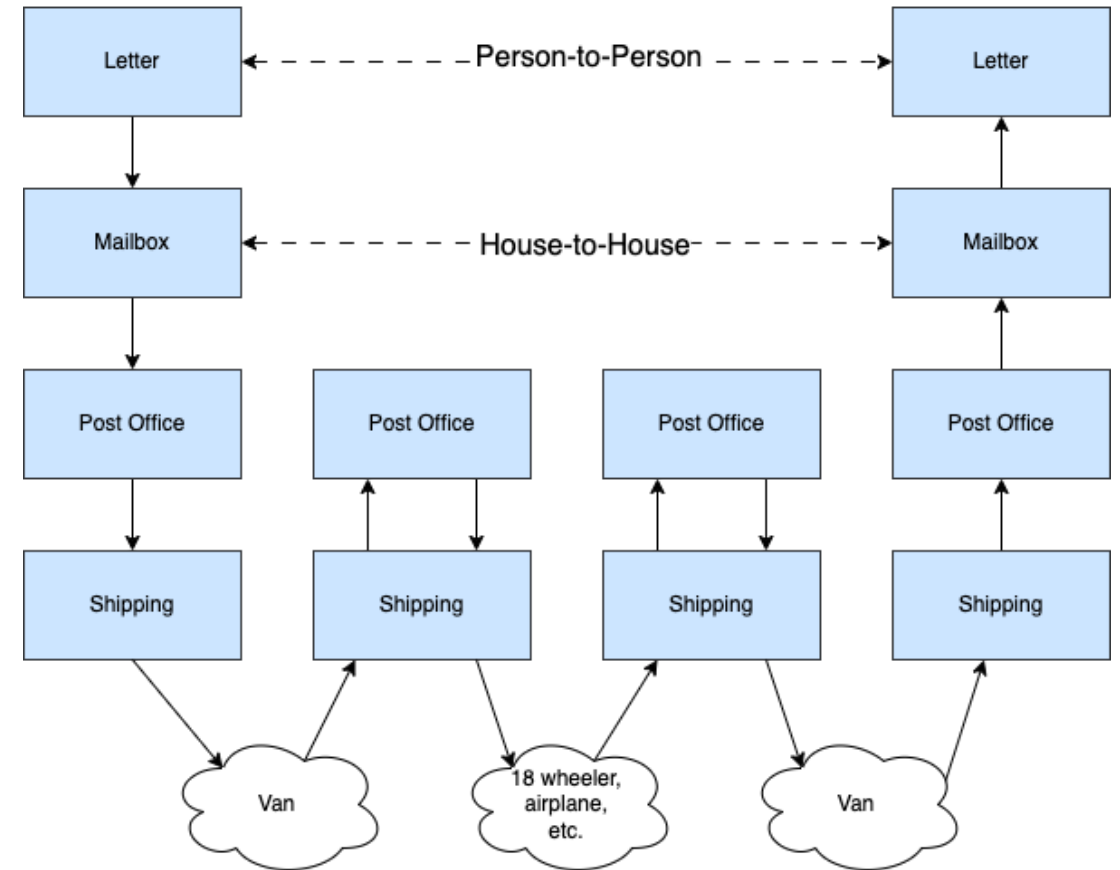 Letter
Person-to-Person
Letter
Mailbox
House-to-House
Mailbox
Post Office
Post Office
Post Office
Post Office
Shipping
Shipping
Shipping
Shipping
Van
18 wheeler,
airplane,
etc.
Van